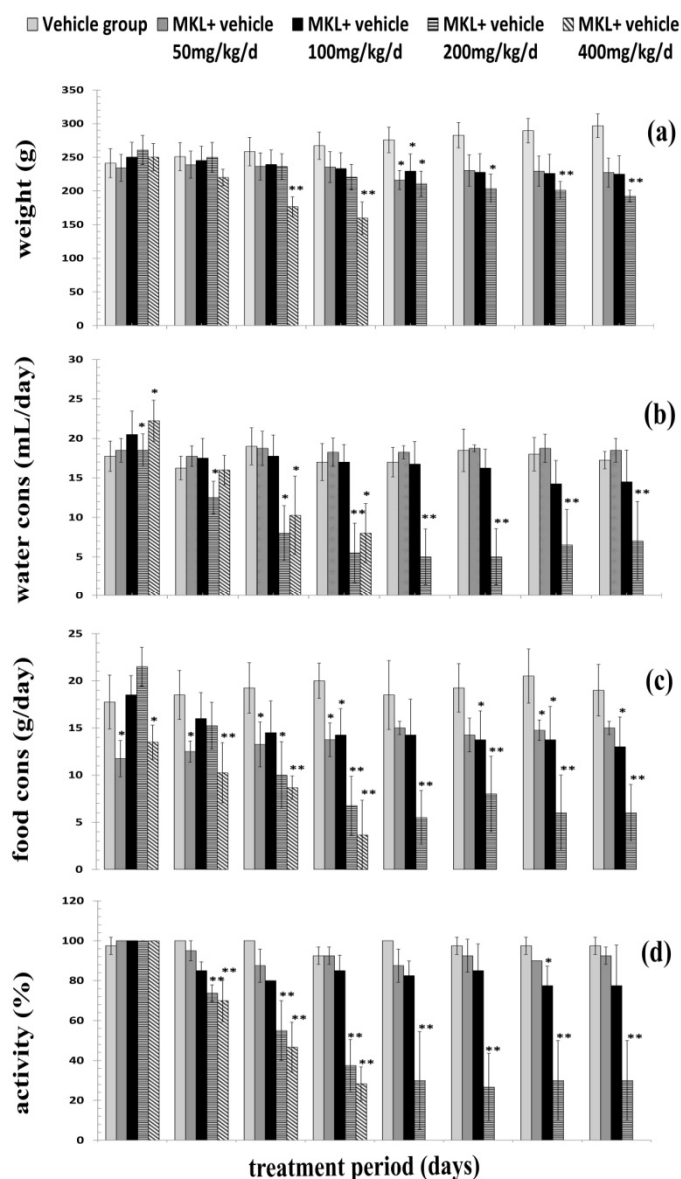 Vehicle group MKL+ vehicle MKL+ vehicle MKL+ vehicle MKL+ vehicle
50mg/kg/d 100mg/kg/d 200mg/kg/d 400mg/kg/d
(a)
weight (g)
350
300
250
200
150
100
50
0
** ** * * * * ** **
(b)
water cons (mL/day)
30
25
20
15
10
5
0
* * * * * ** * ** ** ** **
(c)
food cons (g/day)
25
20
15
10
5
0
* * * ** * * ** * * ** ** ** * ** * * ** * **
(d)
activity (%)
120
100
80
60
40
20
0
** ** ** ** ** ** ** ** * ** **
treatment period (days)